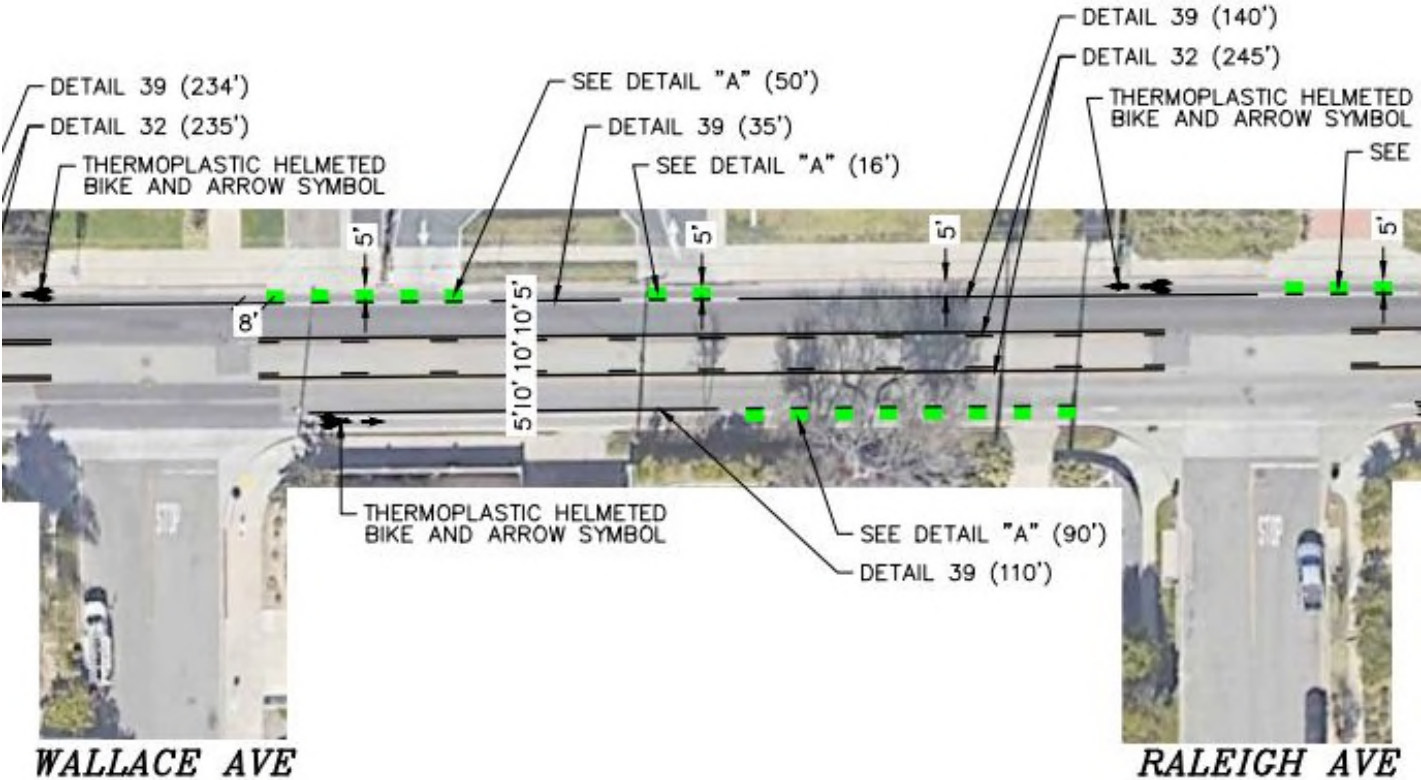 DETAIL 39 (140')
DETAIL 32 (245')
THERMOPLASTIC HELMETED
BIKE AND ARROW SYMBOL
SEE
DETAIL 39 (234')
DETAIL 32 (235')
THERMOPLASTIC HELMETED
BIKE AND ARROW SYMBOL
SEE DETAIL "A" (50')
DETAIL 39 (35')
SEE DETAIL "A" (16')
5'
5'
5'
5'
8'
5'10'10'10'5'
THERMOPLASTIC HELMETED
BIKE AND ARROW SYMBOL
SEE DETAIL "A" (90')
DETAIL 39 (110')
STOP
STOP
WALLACE AVE
RALEIGH AVE